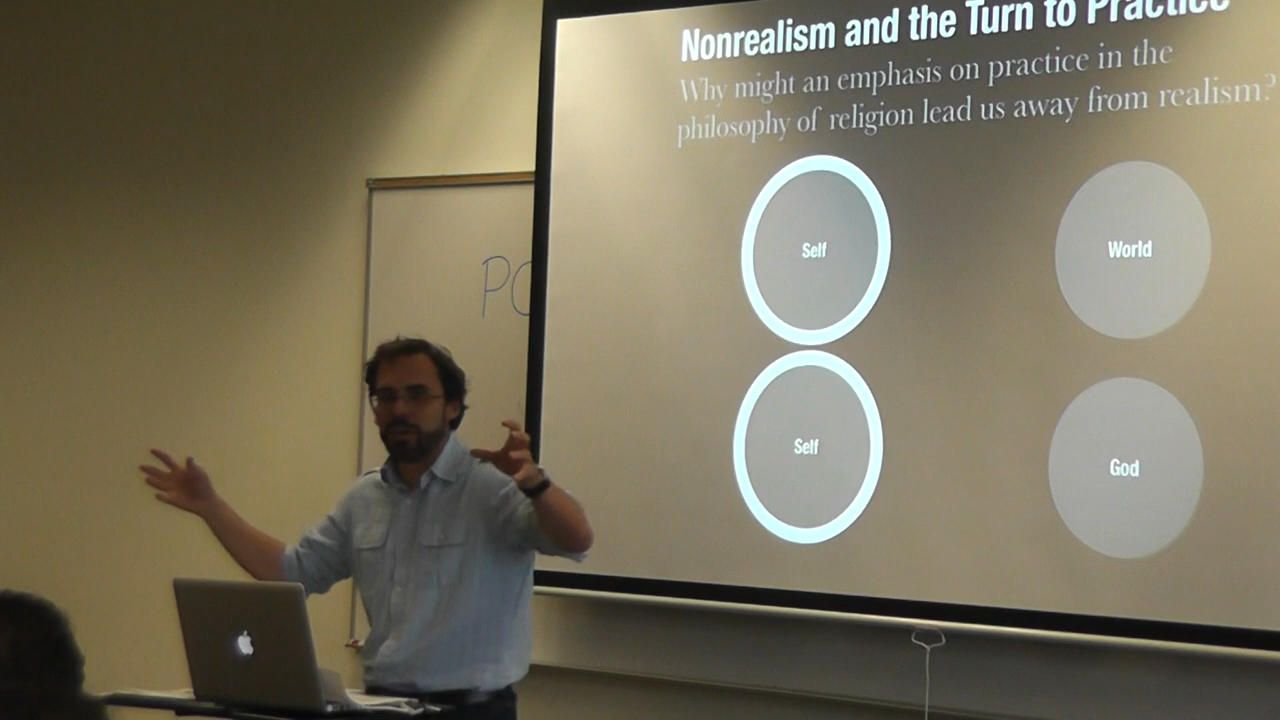 Nonrealism and the Turn to Practice
Why might an emphasis on practice in the
philosophy of religion lead us away from realism?
Self
World
Self
God
PO